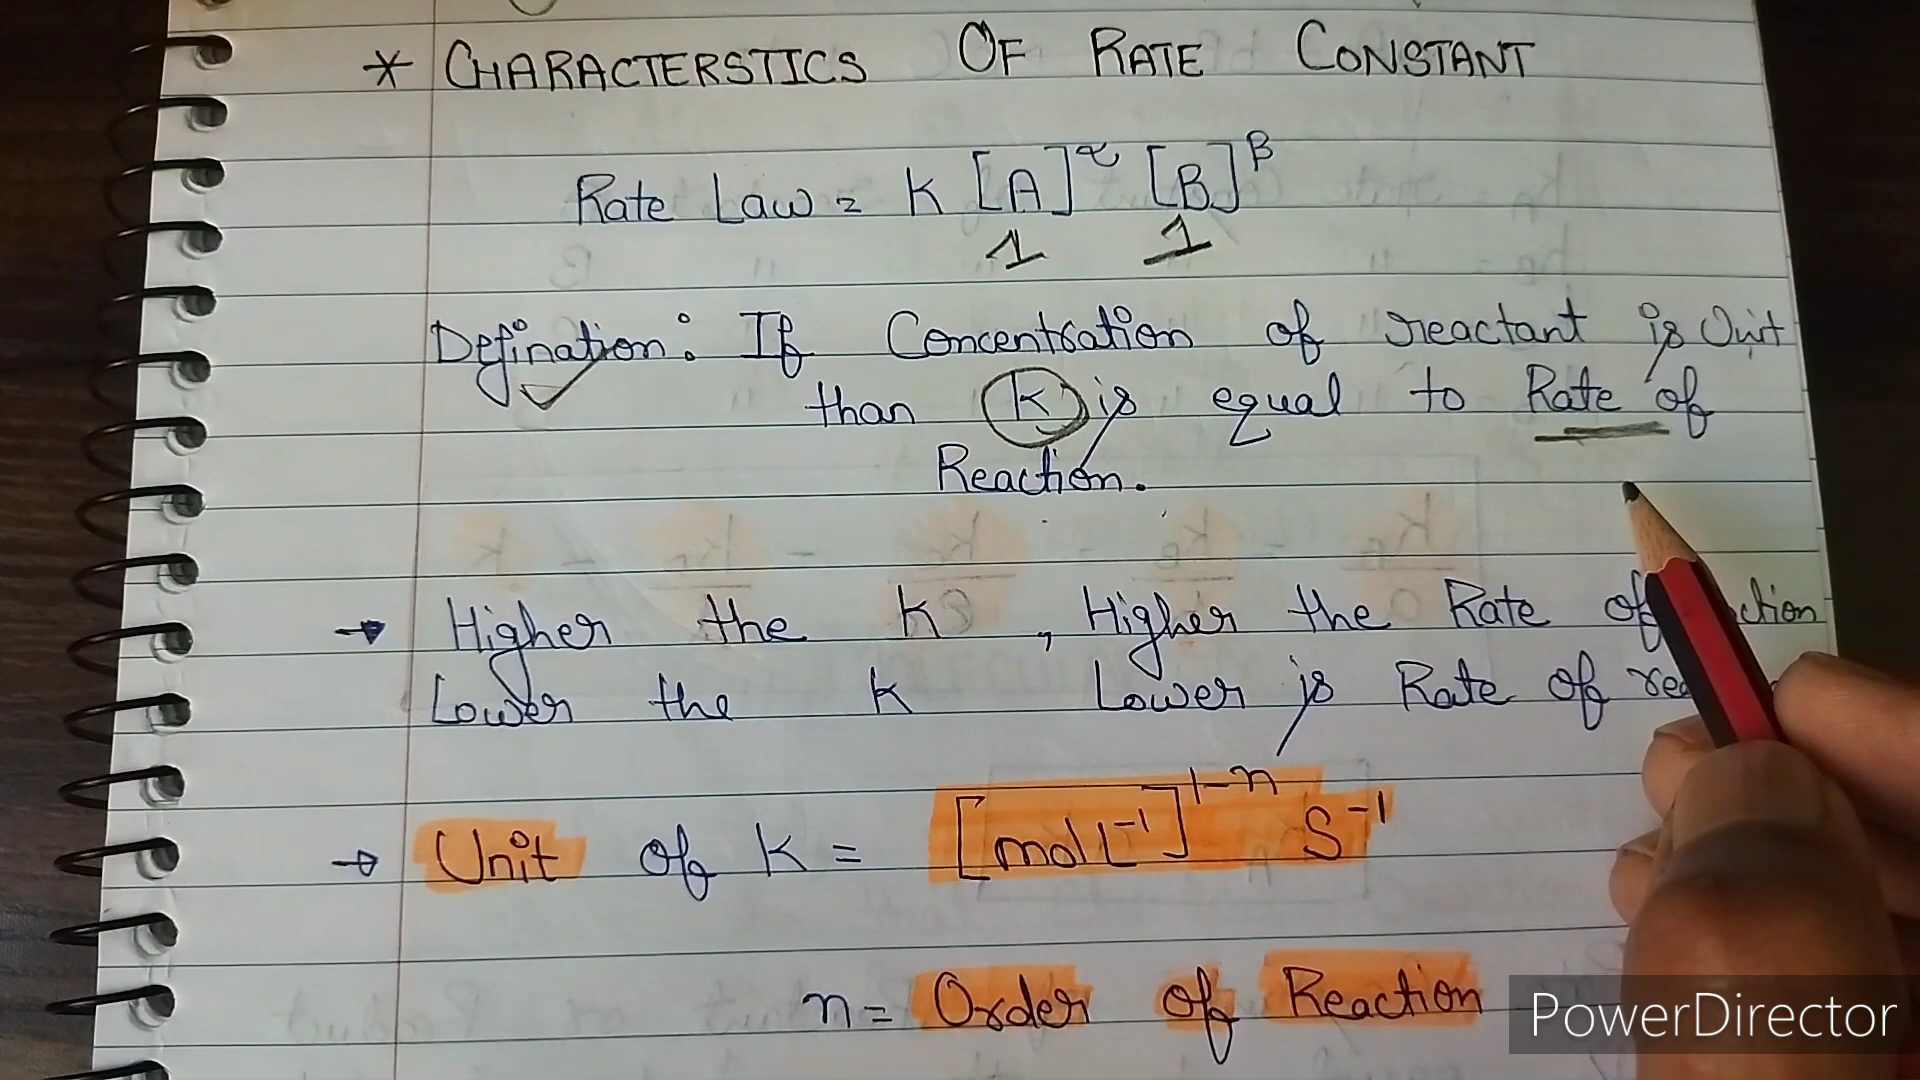 * CHARACTERSTICS OF RATE CONSTANT
Rate Law = K [A]^α [B]^β
1 1
Defination: If Concentration of reactant is Unit
than K is equal to Rate of
Reaction.
→ Higher the K , Higher the Rate of
Lower the K Lower is Rate of
→ Unit of K = [mol L^-1]^1-n S^-1
n = Order of Reaction
PowerDirector